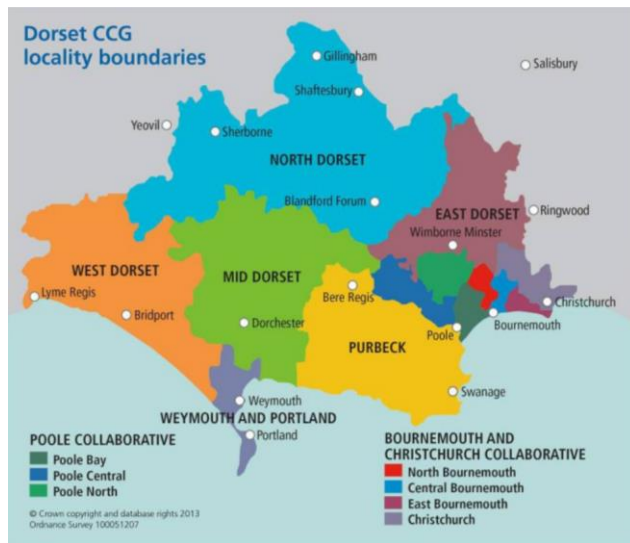 Dorset CCG
locality boundaries
Gillingham
Salisbury
Shaftesbury
Yeovil
Sherborne
NORTH DORSET
Blandford Forum
EAST DORSET
Ringwood
Wimborne Minster
WEST DORSET
MID DORSET
Lyme Regis
Bere Regis
Christchurch
Bridport
Dorchester
Poole
Bournemouth
PURBECK
Swanage
Weymouth
WEYMOUTH AND PORTLAND
Portland
POOLE COLLABORATIVE
Poole Bay
Poole Central
Poole North
BOURNEMOUTH AND
CHRISTCHURCH COLLABORATIVE
North Bournemouth
Central Bournemouth
East Bournemouth
Christchurch
© Crown copyright and database rights 2013
Ordnance Survey 100051207